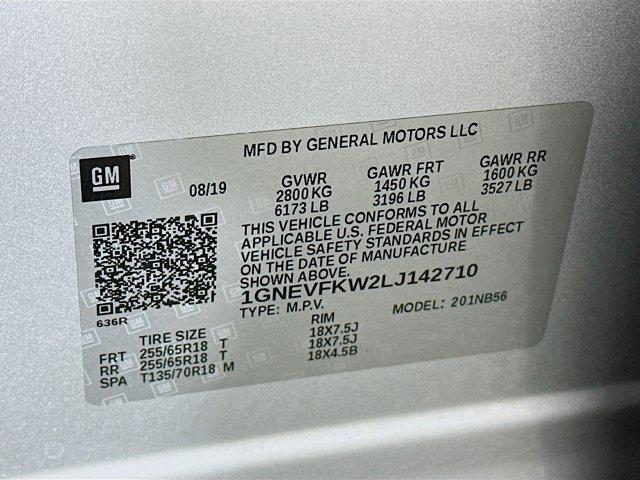 MFD BY GENERAL MOTORS LLC
GM
08/19
GVWR GAWR FRT GAWR RR
2800 KG 1450 KG 1600 KG
6173 LB 3196 LB 3527 LB
THIS VEHICLE CONFORMS TO ALL
APPLICABLE U.S. FEDERAL MOTOR
VEHICLE SAFETY STANDARDS IN EFFECT
ON THE DATE OF MANUFACTURE
SHOWN ABOVE.
1GNEVFKW2LJ142710
636R
TYPE: M.P.V. MODEL: 201NB56
TIRE SIZE RIM
FRT 255/65R18 T 18X7.5J
RR 255/65R18 T 18X7.5J
SPA T135/70R18 M 18X4.5B